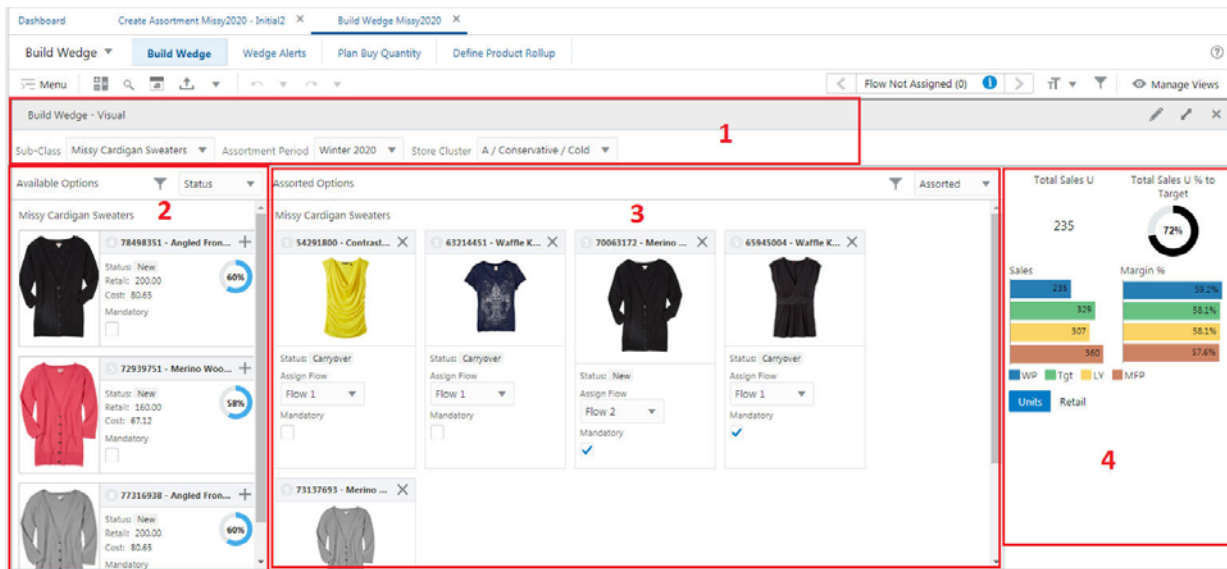 Dashboard Create Assortment Missy2020 - Initial2 × Build Wedge Missy2020 ×
Build Wedge Build Wedge Wedge Alerts Plan Buy Quantity Define Product Rollup
Menu Flow Not Assigned (0) Manage Views
Build Wedge - Visual
1
Sub-Class Missy Cardigan Sweaters Assortment Period Winter 2020 Store Cluster A / Conservative / Cold
Available Options Status
2
Missy Cardigan Sweaters
78498351 - Angled Fron...
Status: New
Retail: 200.00
60%
Cost: 80.65
Mandatory
72939751 - Merino Woo...
Status: New
Retail: 160.00
58%
Cost: 67.12
Mandatory
77316938 - Angled Fron...
Status: New
Retail: 200.00
60%
Cost: 80.65
Mandatory
Assorted Options Assorted
3
Missy Cardigan Sweaters
54291800 - Contrast...
Status: Carryover
Assign Flow
Flow 1
Mandatory
63214451 - Waffle K...
Status: Carryover
Assign Flow
Flow 1
Mandatory
70063172 - Merino ...
Status: New
Assign Flow
Flow 2
Mandatory
65945004 - Waffle K...
Status: Carryover
Assign Flow
Flow 1
Mandatory
73137693 - Merino ...
Total Sales U
235
Total Sales U % to
Target
72%
Sales
235
329
307
360
Margin %
59.2%
58.1%
58.1%
57.6%
WP Tgt LY MFP
Units Retail
4